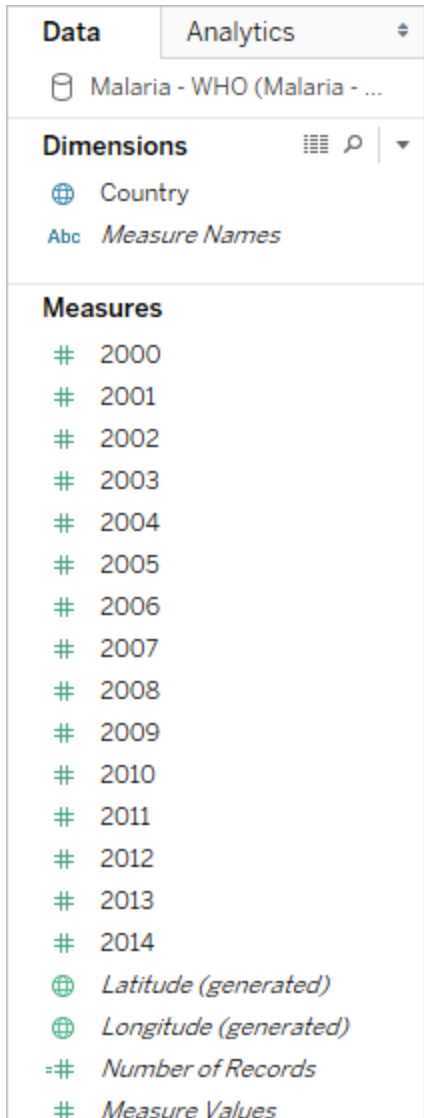 Data Analytics
Malaria - WHO (Malaria - ...
Dimensions
Country
Abc Measure Names
Measures
# 2000
# 2001
# 2002
# 2003
# 2004
# 2005
# 2006
# 2007
# 2008
# 2009
# 2010
# 2011
# 2012
# 2013
# 2014
Latitude (generated)
Longitude (generated)
=# Number of Records
# Measure Values